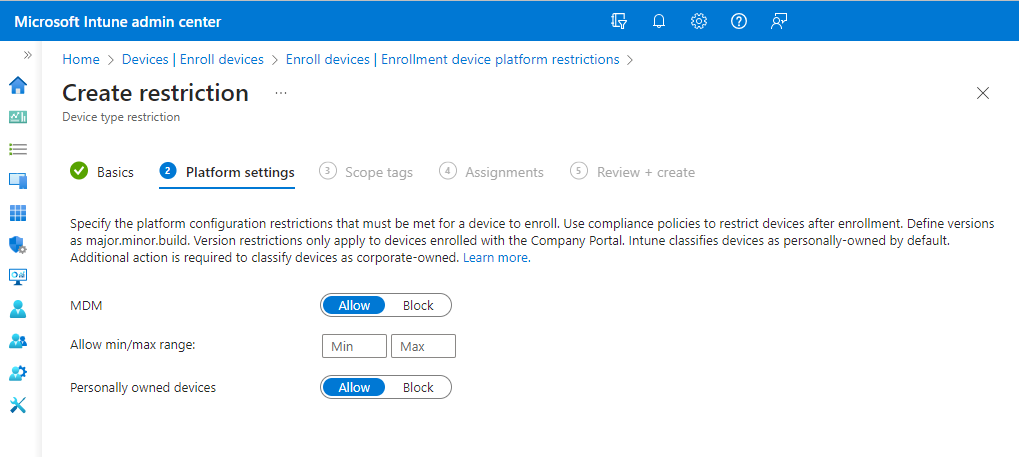 Microsoft Intune admin center
Home > Devices | Enroll devices > Enroll devices | Enrollment device platform restrictions >
Create restriction ...
Device type restriction
Basics 2 Platform settings 3 Scope tags 4 Assignments 5 Review + create
Specify the platform configuration restrictions that must be met for a device to enroll. Use compliance policies to restrict devices after enrollment. Define versions
as major.minor.build. Version restrictions only apply to devices enrolled with the Company Portal. Intune classifies devices as personally-owned by default.
Additional action is required to classify devices as corporate-owned. Learn more.
MDM Allow Block
Allow min/max range: Min Max
Personally owned devices Allow Block